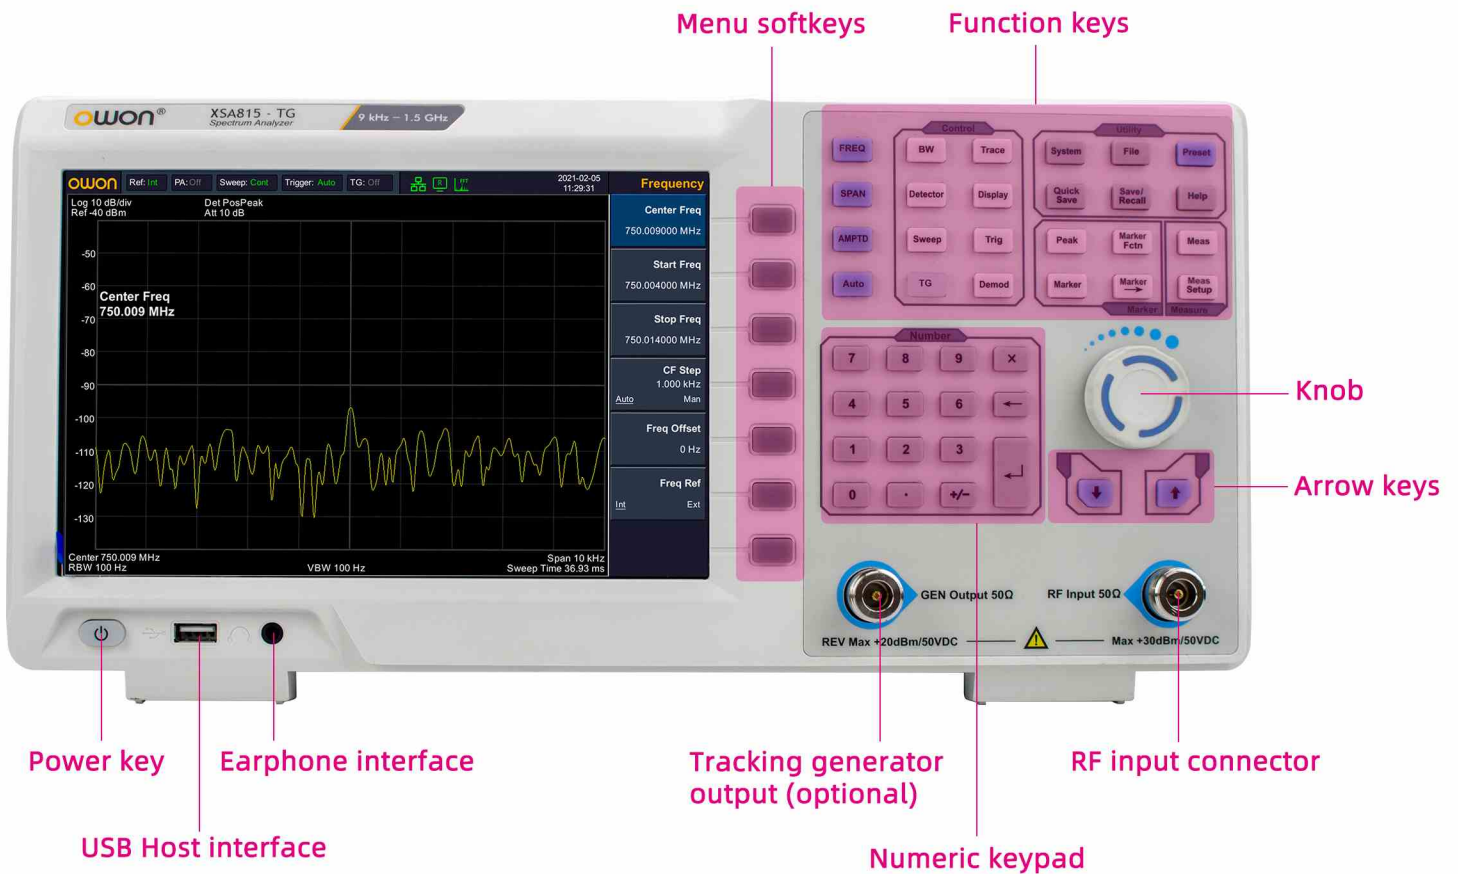 Menu softkeys
Function keys
owon®
XSA815 - TG
Spectrum Analyzer
9 kHz – 1.5 GHz
owon
Ref: Int
PA: Off
Sweep: Cont
Trigger: Auto
TG: Off
2021-02-05
11:29:31
Frequency
Log 10 dB/div
Ref -40 dBm
Det PosPeak
Att 10 dB
-50
-60
-70
-80
-90
-100
-110
-120
-130
Center Freq
750.009 MHz
Center 750.009 MHz
RBW 100 Hz
VBW 100 Hz
Span 10 kHz
Sweep Time 36.93 ms
Center Freq
750.009000 MHz
Start Freq
750.004000 MHz
Stop Freq
750.014000 MHz
CF Step
1.000 kHz
Auto Man
Freq Offset
0 Hz
Freq Ref
Int Ext
FREQ
SPAN
AMPTD
Auto
Control
BW Trace
Detector Display
Sweep Trig
TG Demod
Utility
System File Preset
Quick Save
Save/ Recall
Help
Peak
Marker Fctn
Meas
Marker
Marker →
Meas Setup
Marker Measure
Number
7 8 9 ×
4 5 6 ←
1 2 3
0 . +/− ↵
Knob
Arrow keys
GEN Output 50Ω
RF Input 50Ω
REV Max +20dBm/50VDC
Max +30dBm/50VDC
Power key
Earphone interface
USB Host interface
Tracking generator
output (optional)
RF input connector
Numeric keypad